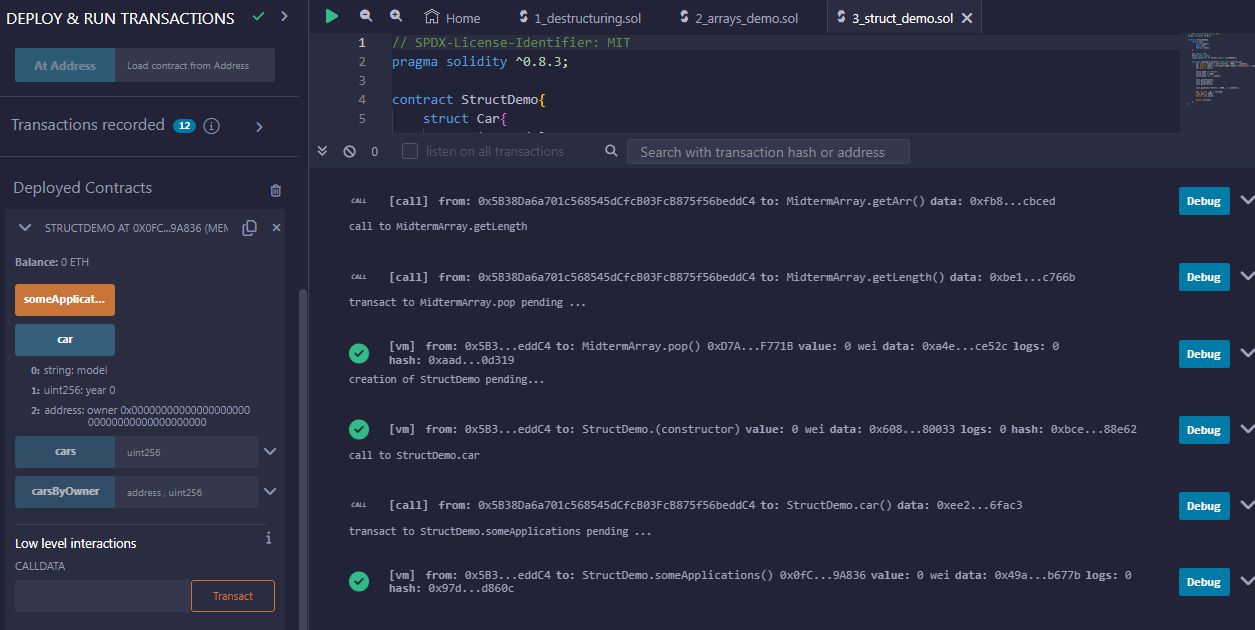 DEPLOY & RUN TRANSACTIONS
At Address
Load contract from Address
Transactions recorded 12
Deployed Contracts
STRUCTDEMO AT 0X0FC...9A836 (MEM
Balance: 0 ETH
someApplicat...
car
0: string: model
1: uint256: year 0
2: address: owner 0x00000000000000000000
00000000000000000000
cars
uint256
carsByOwner
address , uint256
Low level interactions
CALLDATA
Transact
Home
1_destructuring.sol
2_arrays_demo.sol
3_struct_demo.sol
1 // SPDX-License-Identifier: MIT
2 pragma solidity ^0.8.3;
3
4 contract StructDemo{
5 struct Car{
0
listen on all transactions
Search with transaction hash or address
CALL [call] from: 0x5B38Da6a701c568545dCfcB03FcB875f56beddC4 to: MidtermArray.getArr() data: 0xfb8...cbced
Debug
call to MidtermArray.getLength
CALL [call] from: 0x5B38Da6a701c568545dCfcB03FcB875f56beddC4 to: MidtermArray.getLength() data: 0xbe1...c766b
Debug
transact to MidtermArray.pop pending ...
[vm] from: 0x5B3...eddC4 to: MidtermArray.pop() 0xD7A...F771B value: 0 wei data: 0xa4e...ce52c logs: 0
hash: 0xaad...0d319
Debug
creation of StructDemo pending...
[vm] from: 0x5B3...eddC4 to: StructDemo.(constructor) value: 0 wei data: 0x608...80033 logs: 0 hash: 0xbce...88e62
Debug
call to StructDemo.car
CALL [call] from: 0x5B38Da6a701c568545dCfcB03FcB875f56beddC4 to: StructDemo.car() data: 0xee2...6fac3
Debug
transact to StructDemo.someApplications pending ...
[vm] from: 0x5B3...eddC4 to: StructDemo.someApplications() 0x0fC...9A836 value: 0 wei data: 0x49a...b677b logs: 0
hash: 0x97d...d860c
Debug